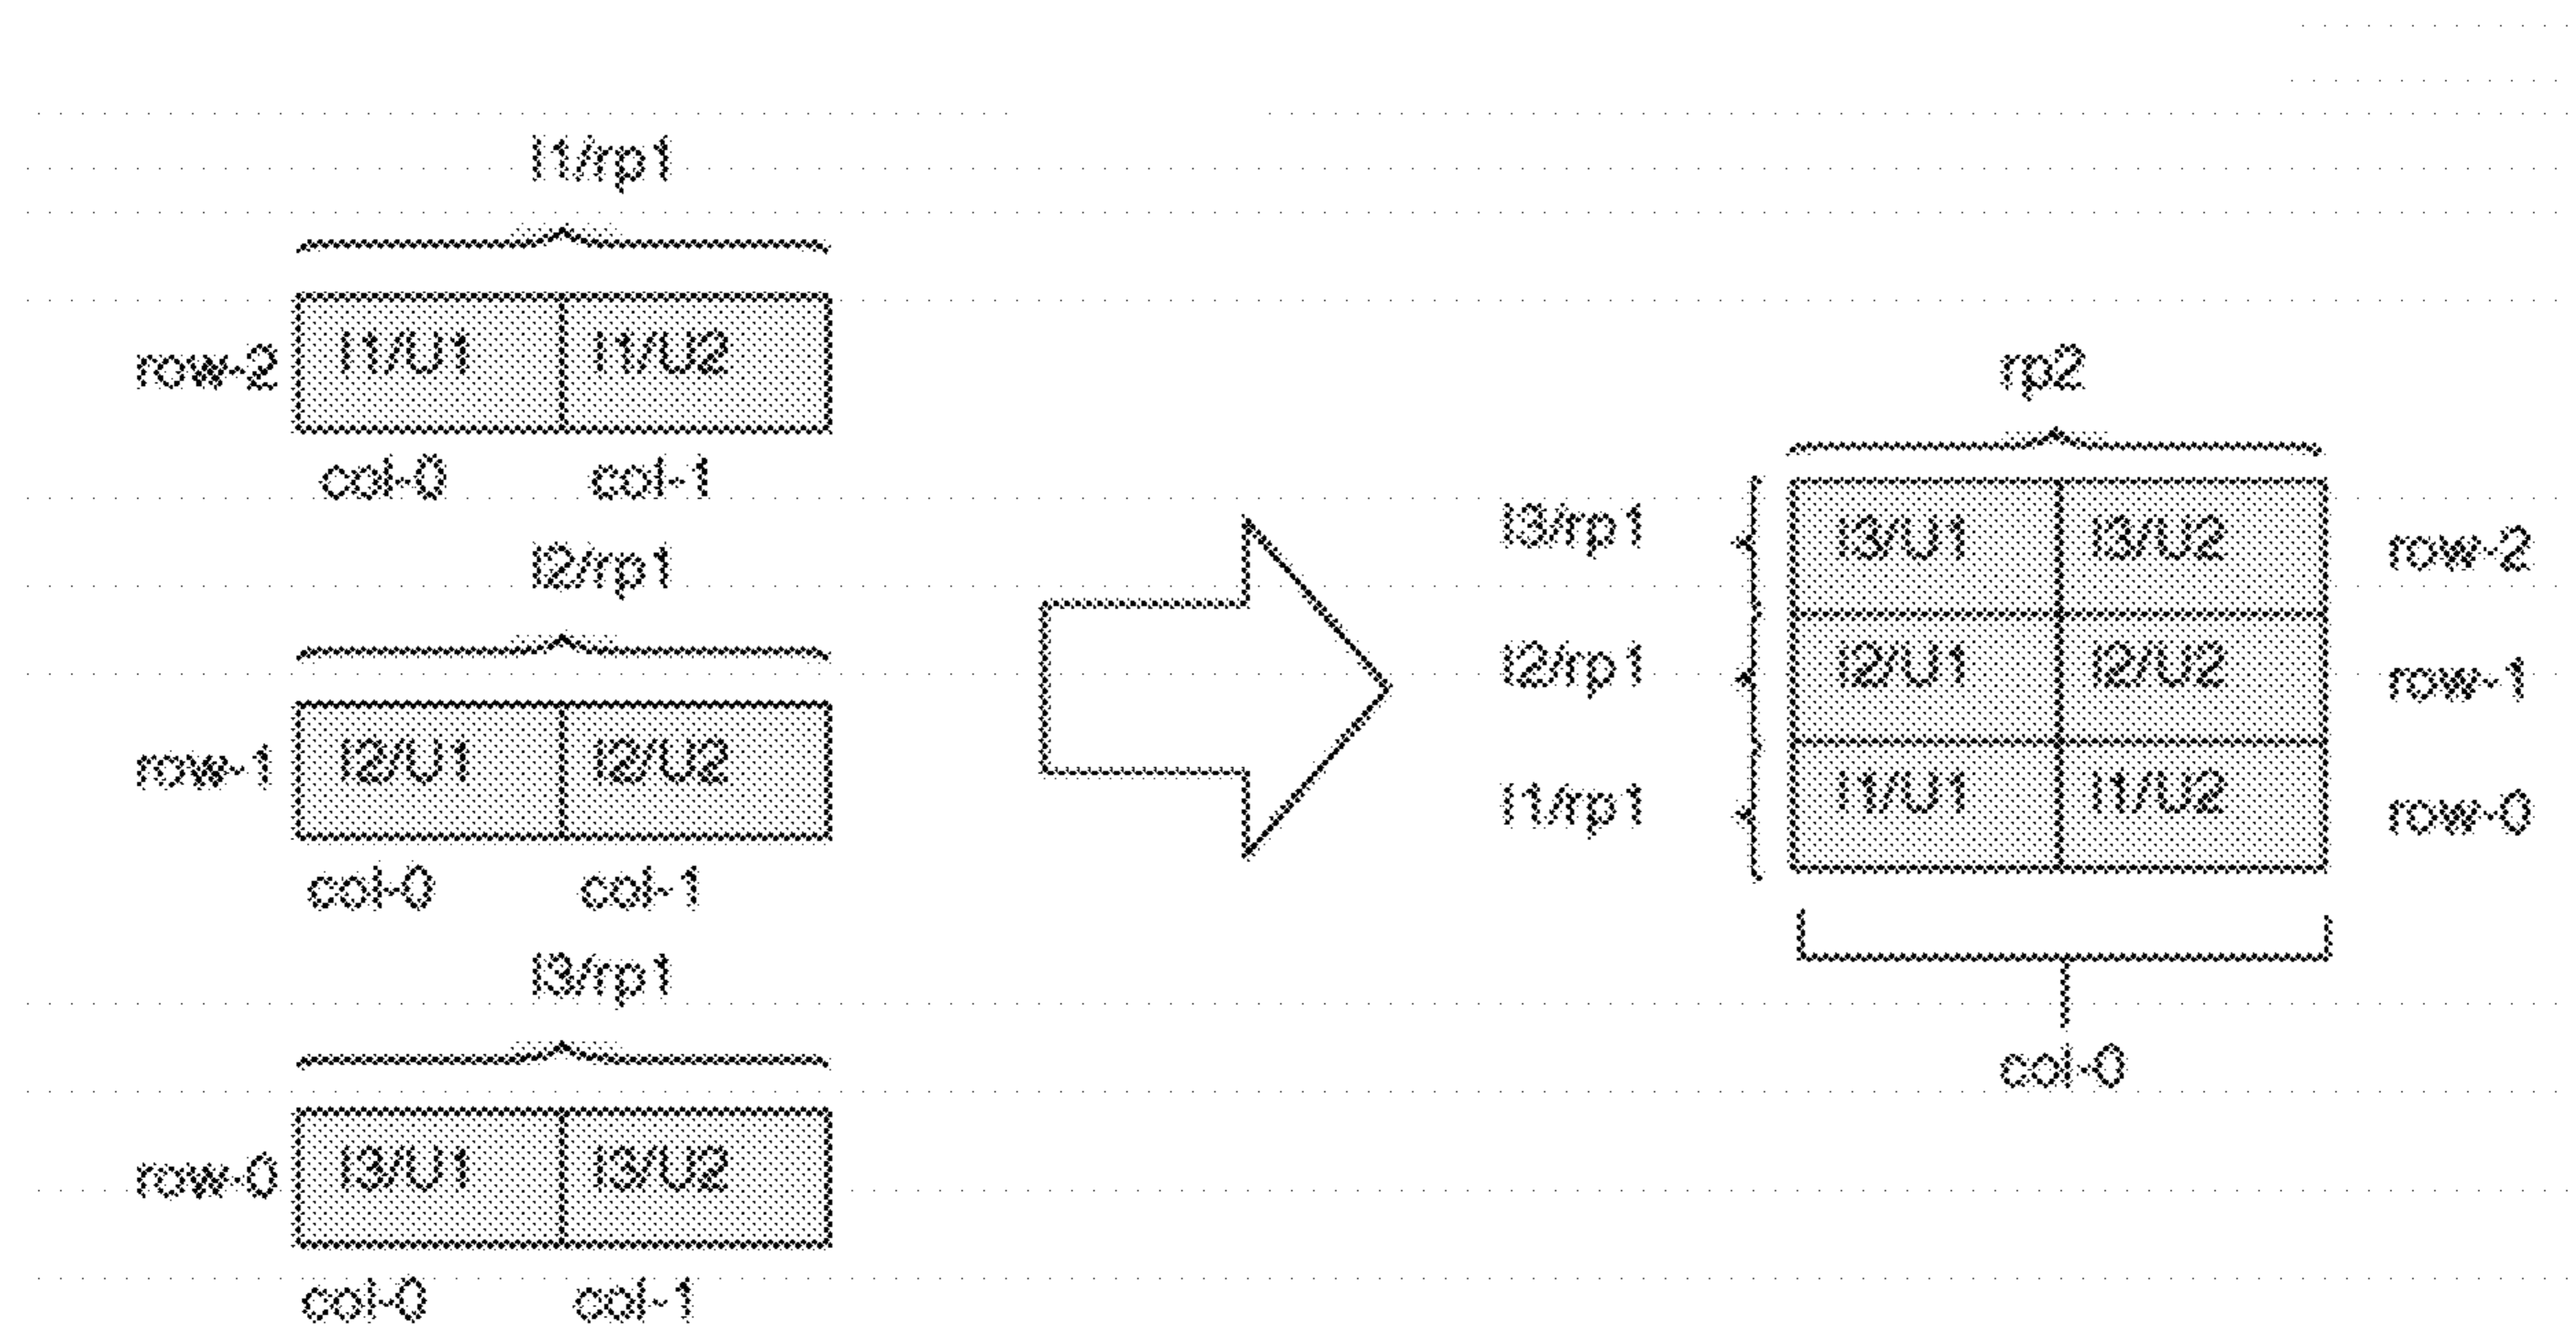 I1/rp1
row-2 I1/U1 I1/U2
col-0 col-1
I2/rp1
row-1 I2/U1 I2/U2
col-0 col-1
I3/rp1
row-0 I3/U1 I3/U2
col-0 col-1
rp2
I3/rp1 I3/U1 I3/U2 row-2
I2/rp1 I2/U1 I2/U2 row-1
I1/rp1 I1/U1 I1/U2 row-0
col-0